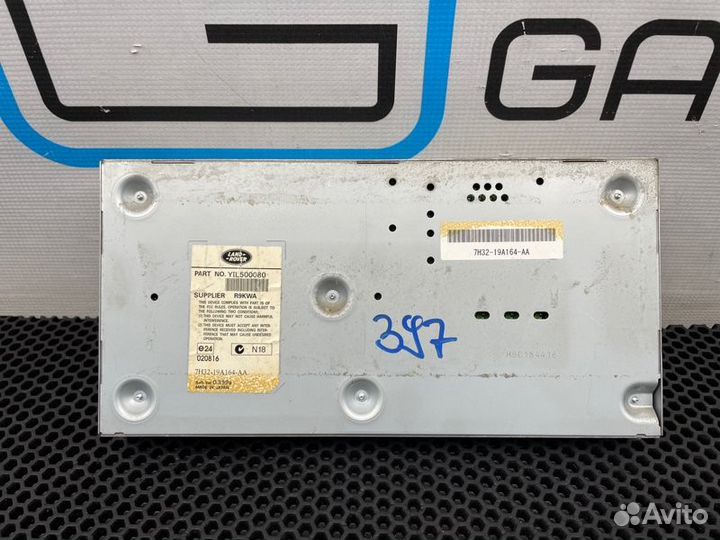 GA
LAND
ROVER
PART NO. YIL500080
SUPPLIER R9KWA
THIS DEVICE COMPLIES WITH PART 15 OF
THE FCC RULES. OPERATION IS SUBJECT TO
THE FOLLOWING TWO CONDITIONS:
(1) THIS DEVICE MAY NOT CAUSE HARMFUL
INTERFERENCE.
(2) THIS DEVICE MUST ACCEPT ANY INTER-
FERENCE RECEIVED INCLUDING INTER-
FERENCE THAT MAY CAUSE UNDESIRED
OPERATION.
e24
N18
020816
7H32-19A164-AA
MADE IN JAPAN
7H32-19A164-AA
397
Avito